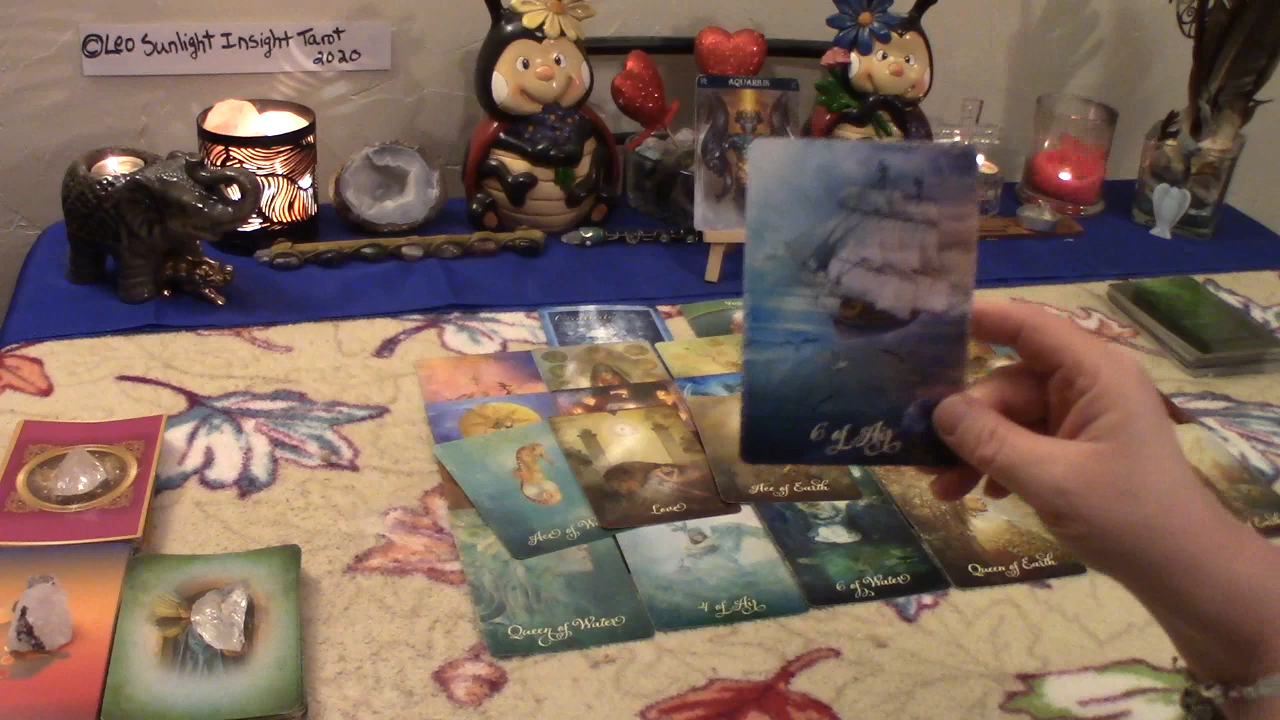 ©Leo Sunlight Insight Tarot
2020
AQUARIUS
6 of Air
Ace of Earth
Love
Ace of W
Queen of Earth
6 of Water
4 of Air
Queen of Water